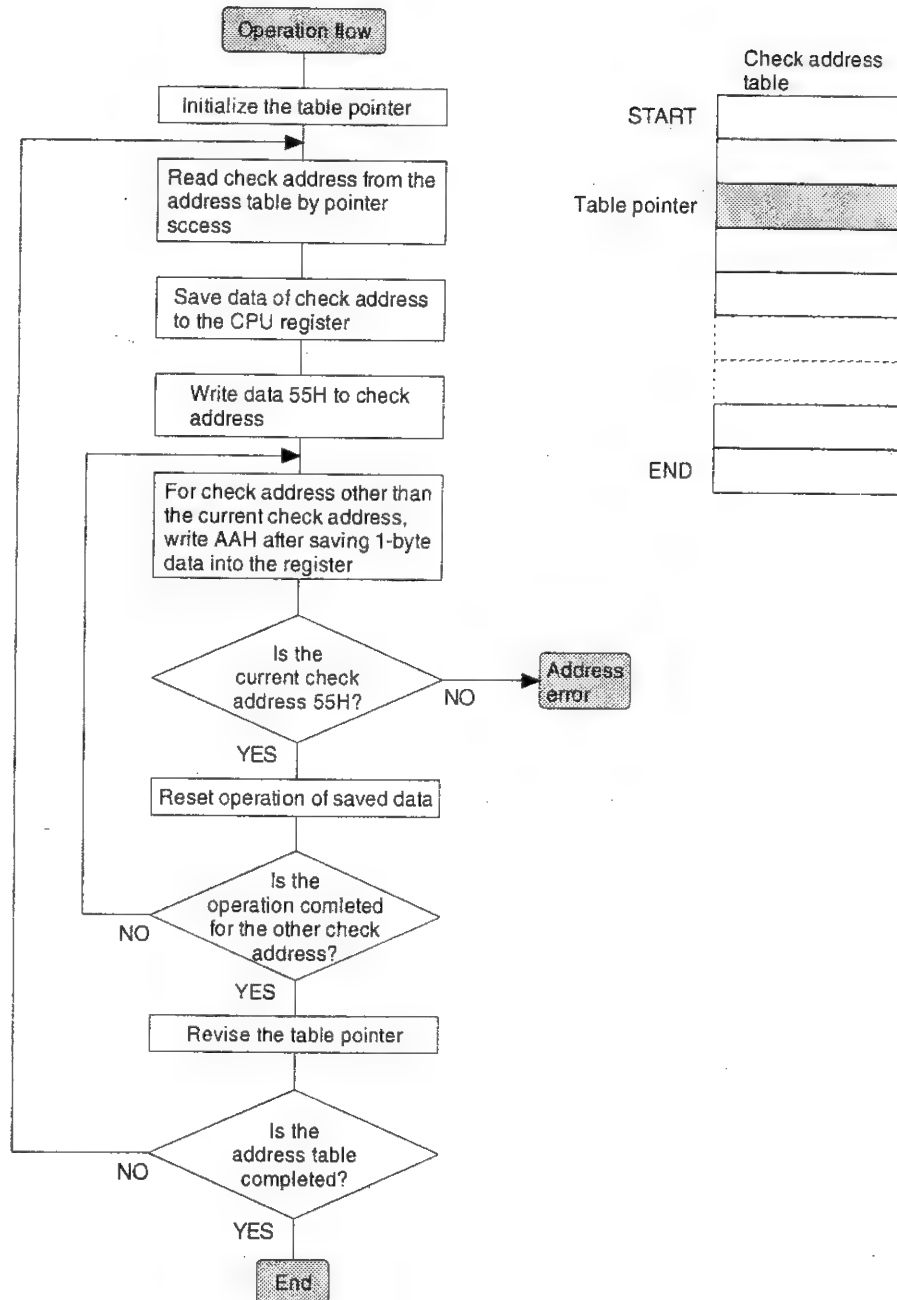 Operation flow
Initialize the table pointer
Read check address from the
address table by pointer
sccess
Save data of check address
to the CPU register
Write data 55H to check
address
For check address other than
the current check address,
write AAH after saving 1-byte
data into the register
Is the
current check
address 55H?
NO
Address
error
YES
Reset operation of saved data
Is the
operation comleted
for the other check
address?
NO
YES
Revise the table pointer
Is the
address table
completed?
NO
YES
End
Check address
table
START
Table pointer
END